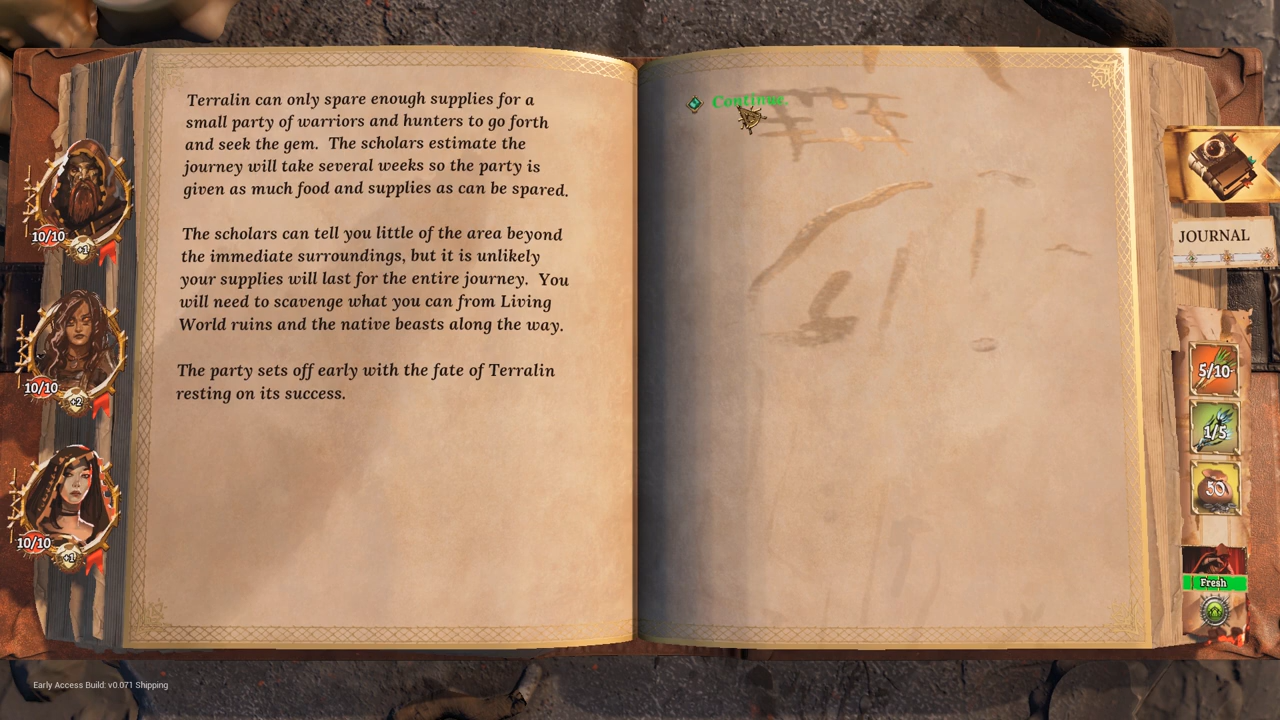 Terralin can only spare enough supplies for a
small party of warriors and hunters to go forth
and seek the gem. The scholars estimate the
journey will take several weeks so the party is
given as much food and supplies as can be spared.
The scholars can tell you little of the area beyond
the immediate surroundings, but it is unlikely
your supplies will last for the entire journey. You
will need to scavenge what you can from Living
World ruins and the native beasts along the way.
The party sets off early with the fate of Terralin
resting on its success.
Continue.
10/10
+1
10/10
+2
10/10
+1
JOURNAL
5/10
1/5
50
Fresh
Early Access Build: v0.071 Shipping